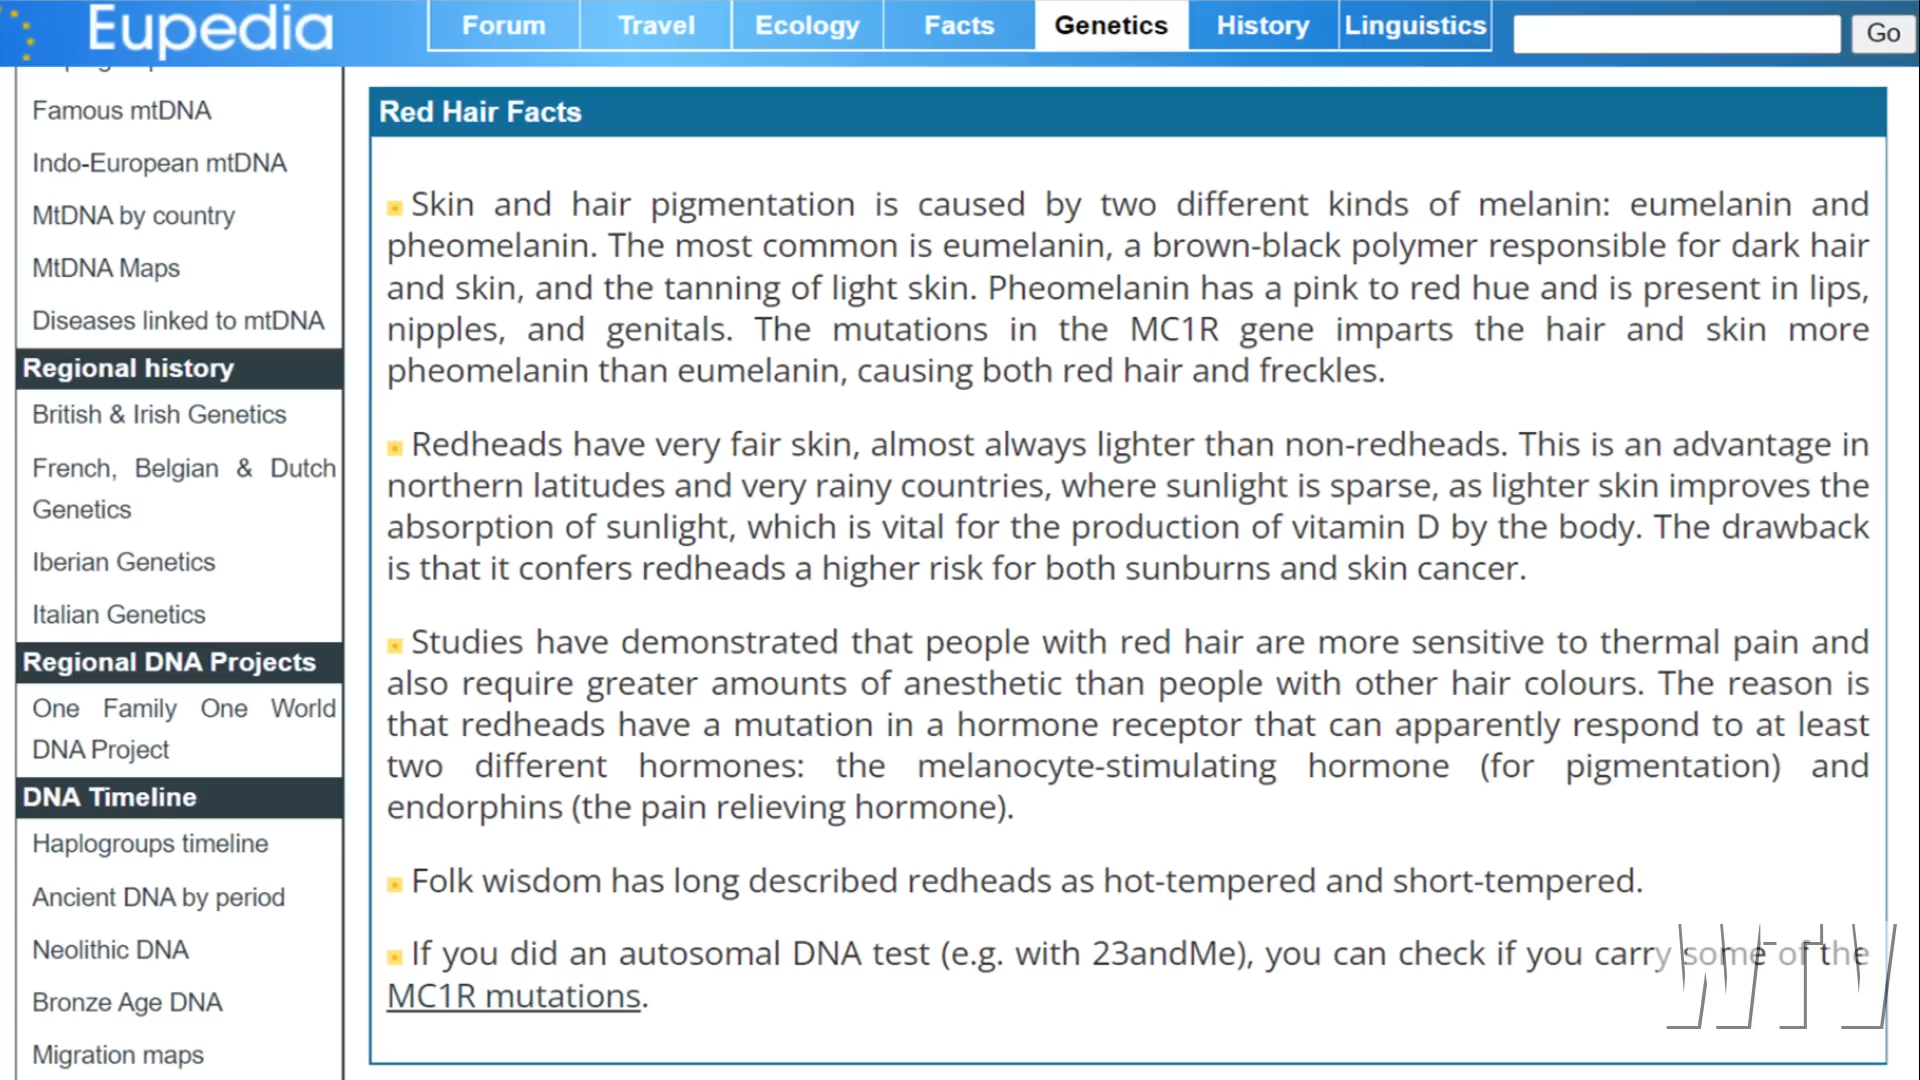 Eupedia
Forum
Travel
Ecology
Facts
Genetics
History
Linguistics
Go
Famous mtDNA
Indo-European mtDNA
MtDNA by country
MtDNA Maps
Diseases linked to mtDNA
Regional history
British & Irish Genetics
French, Belgian & Dutch
Genetics
Iberian Genetics
Italian Genetics
Regional DNA Projects
One Family One World
DNA Project
DNA Timeline
Haplogroups timeline
Ancient DNA by period
Neolithic DNA
Bronze Age DNA
Migration maps
Red Hair Facts
Skin and hair pigmentation is caused by two different kinds of melanin: eumelanin and
pheomelanin. The most common is eumelanin, a brown-black polymer responsible for dark hair
and skin, and the tanning of light skin. Pheomelanin has a pink to red hue and is present in lips,
nipples, and genitals. The mutations in the MC1R gene imparts the hair and skin more
pheomelanin than eumelanin, causing both red hair and freckles.
Redheads have very fair skin, almost always lighter than non-redheads. This is an advantage in
northern latitudes and very rainy countries, where sunlight is sparse, as lighter skin improves the
absorption of sunlight, which is vital for the production of vitamin D by the body. The drawback
is that it confers redheads a higher risk for both sunburns and skin cancer.
Studies have demonstrated that people with red hair are more sensitive to thermal pain and
also require greater amounts of anesthetic than people with other hair colours. The reason is
that redheads have a mutation in a hormone receptor that can apparently respond to at least
two different hormones: the melanocyte-stimulating hormone (for pigmentation) and
endorphins (the pain relieving hormone).
Folk wisdom has long described redheads as hot-tempered and short-tempered.
If you did an autosomal DNA test (e.g. with 23andMe), you can check if you carry some of the
MC1R mutations.
WTV